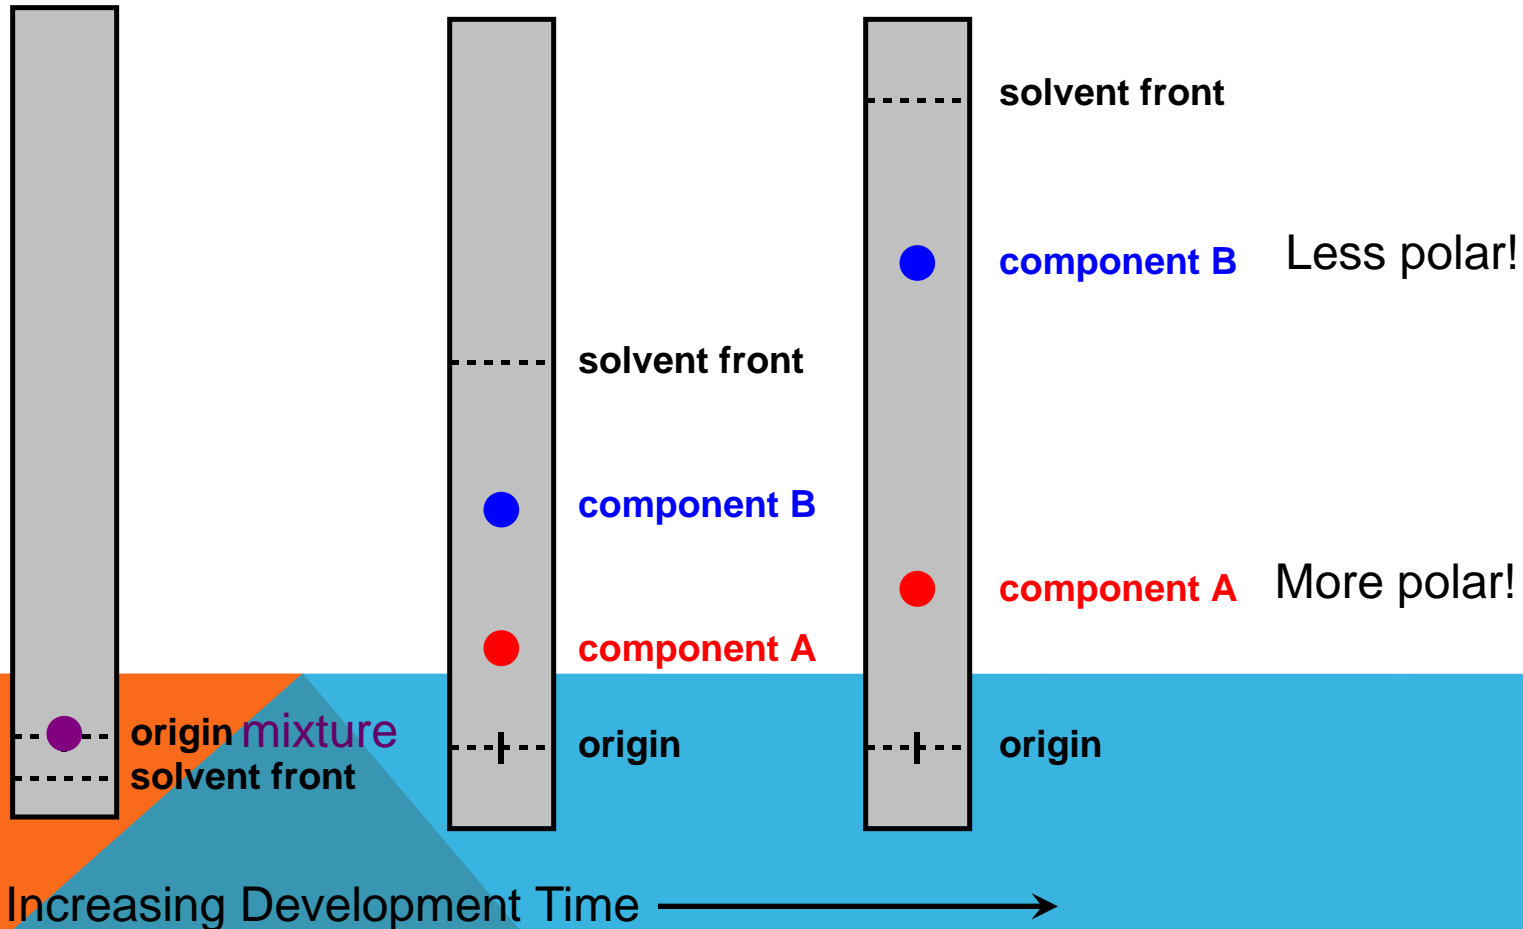 solvent front
component B Less polar!
solvent front
component B
component A More polar!
component A
origin mixture
origin
origin
solvent front
Increasing Development Time